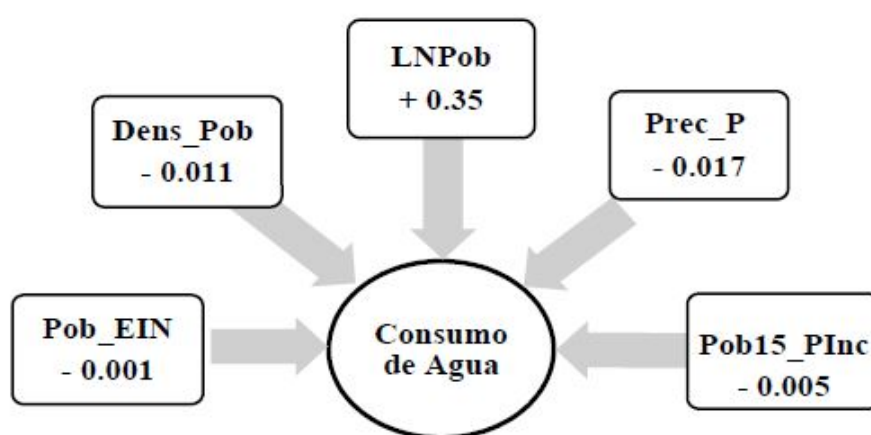 LNPob
+ 0.35
Dens_Pob
- 0.011
Prec_P
- 0.017
Pob_EIN
- 0.001
Consumo
de Agua
Pob15_PInc
- 0.005